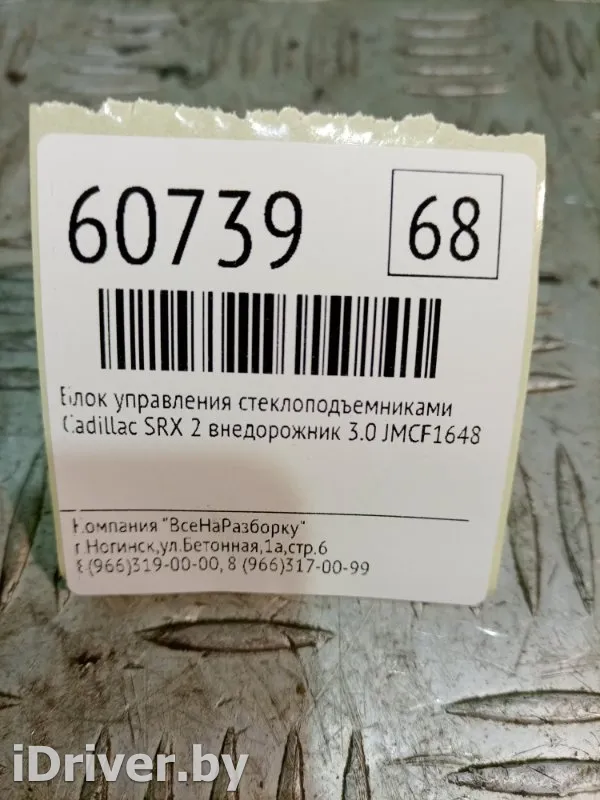 60739
68
Блок управления стеклоподъемниками
Cadillac SRX 2 внедорожник 3.0 JMCF1648
Компания "ВсеНаРазборку"
г.Ногинск,ул.Бетонная,1а,стр.6
8 (966)319-00-00, 8 (966)317-00-99
iDriver.by